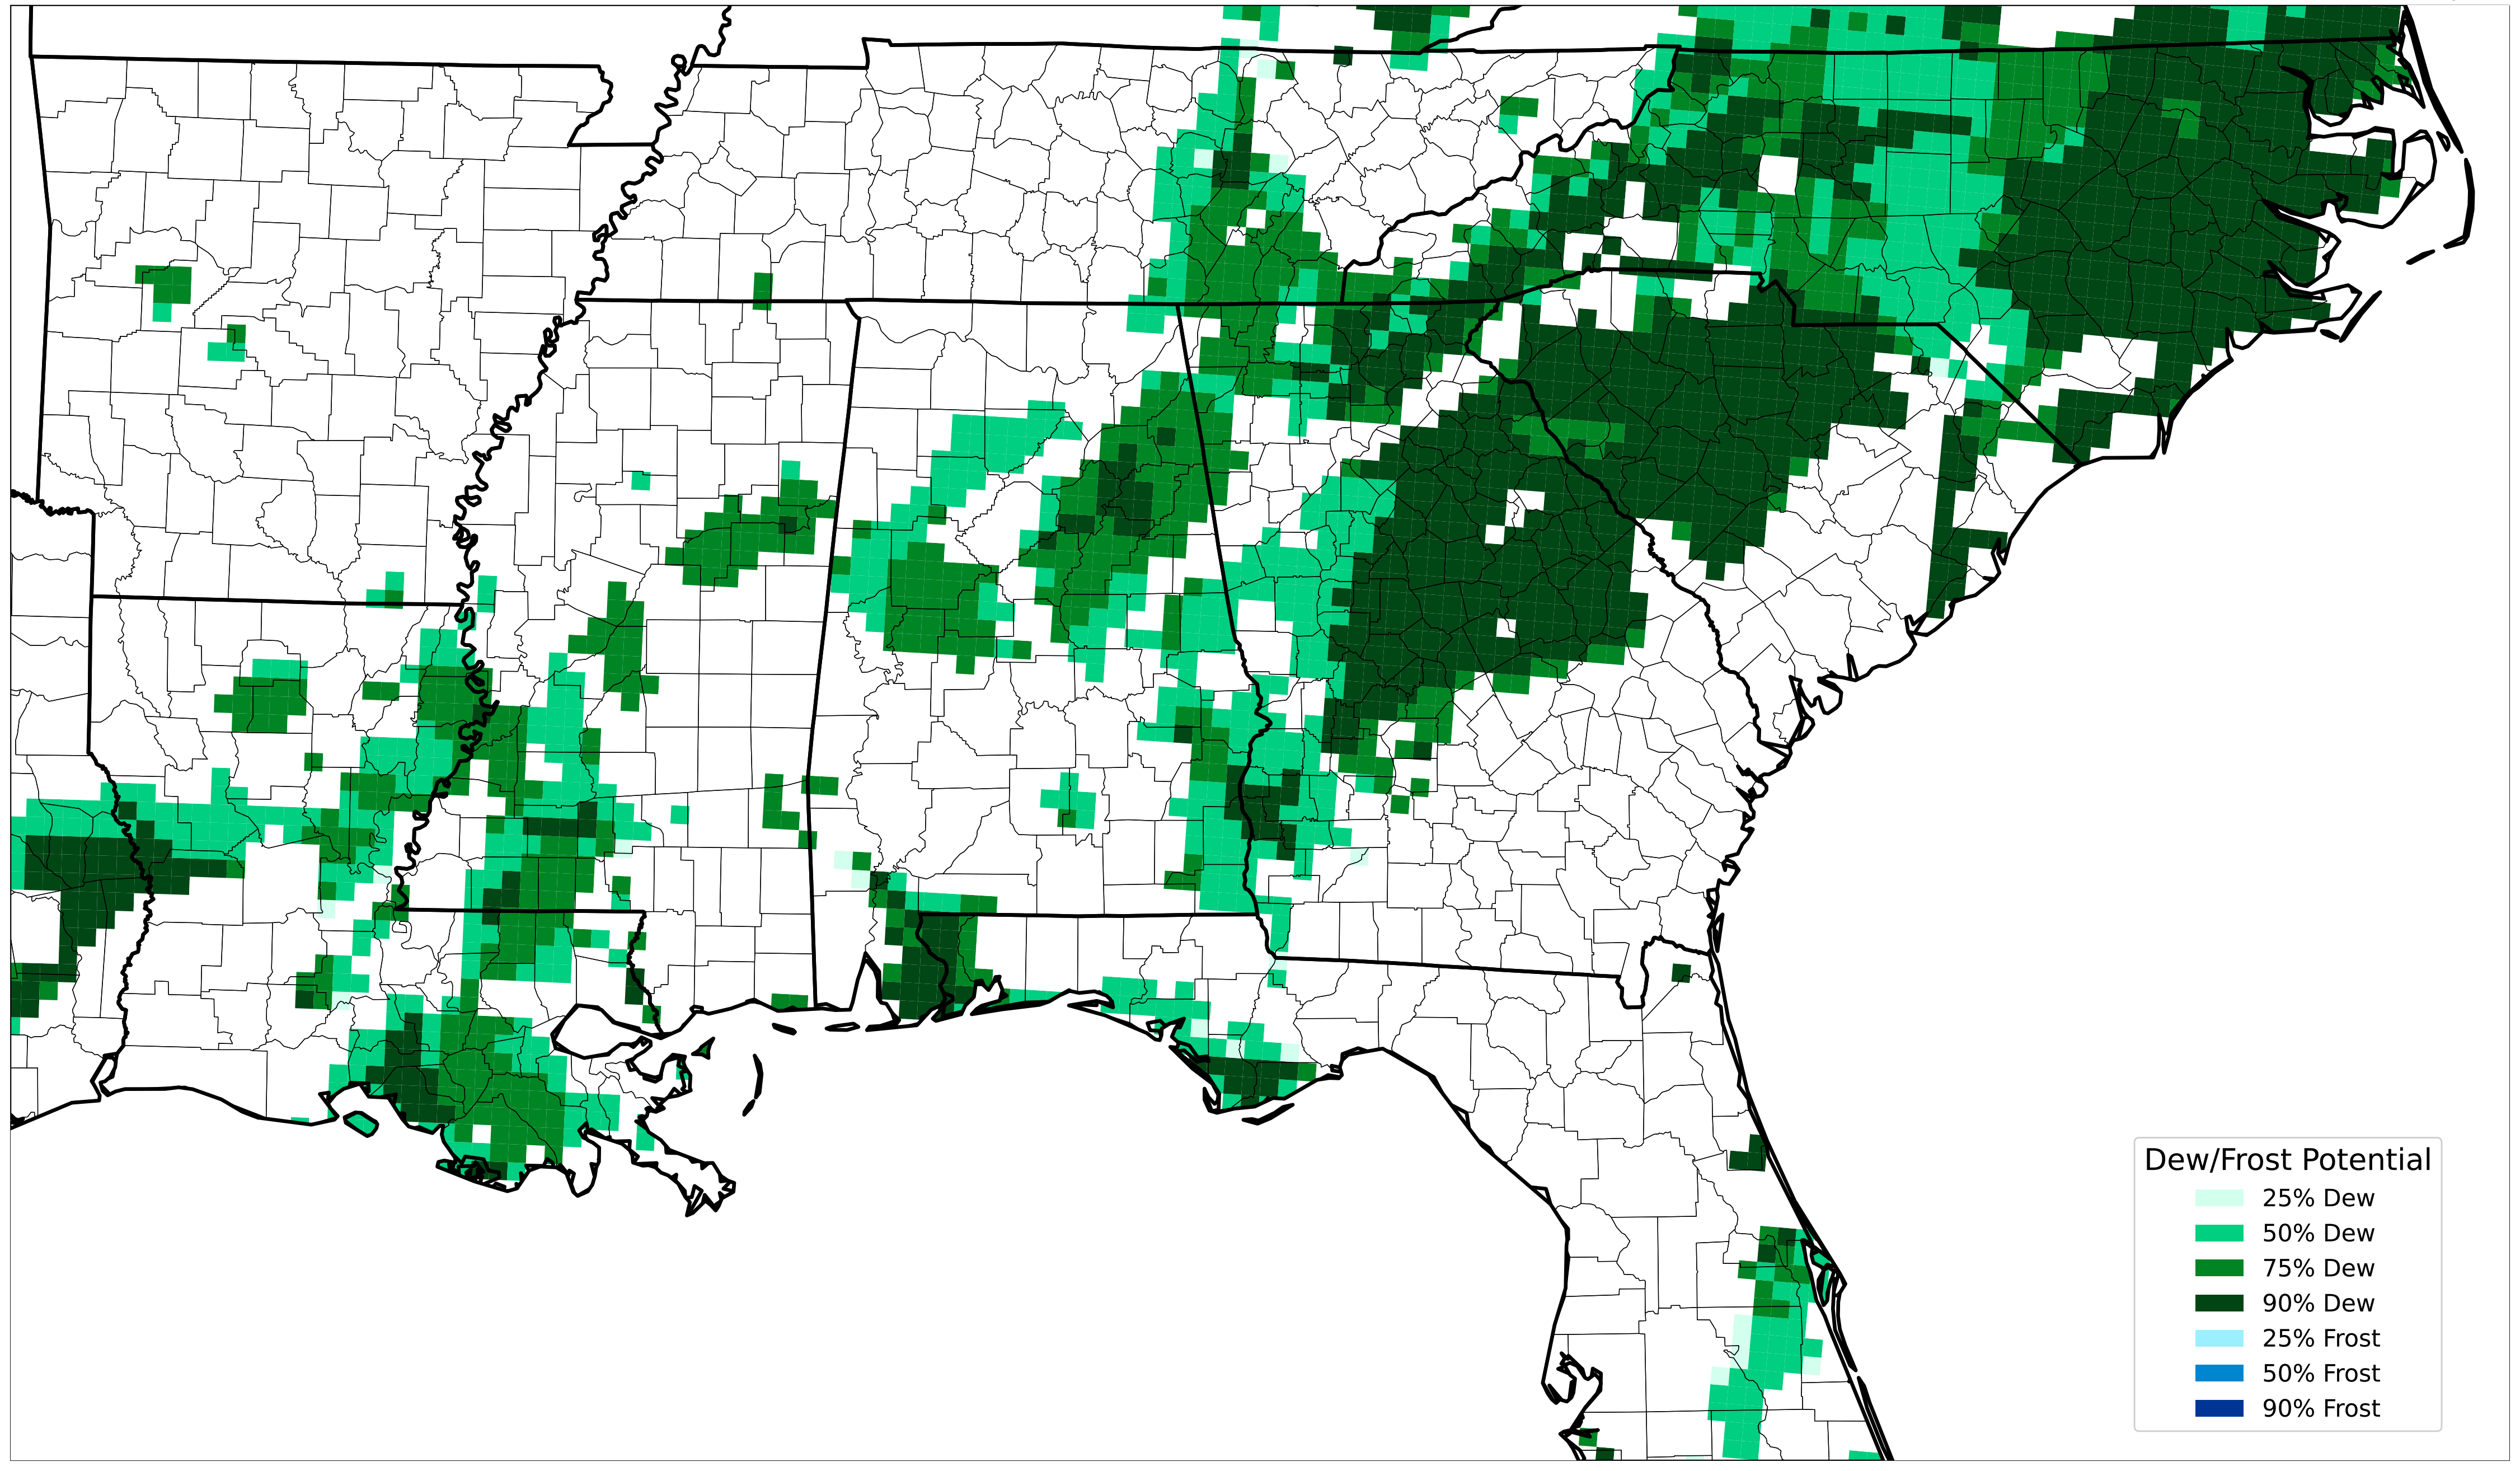 Dew/Frost Potential
25% Dew
50% Dew
75% Dew
90% Dew
25% Frost
50% Frost
90% Frost